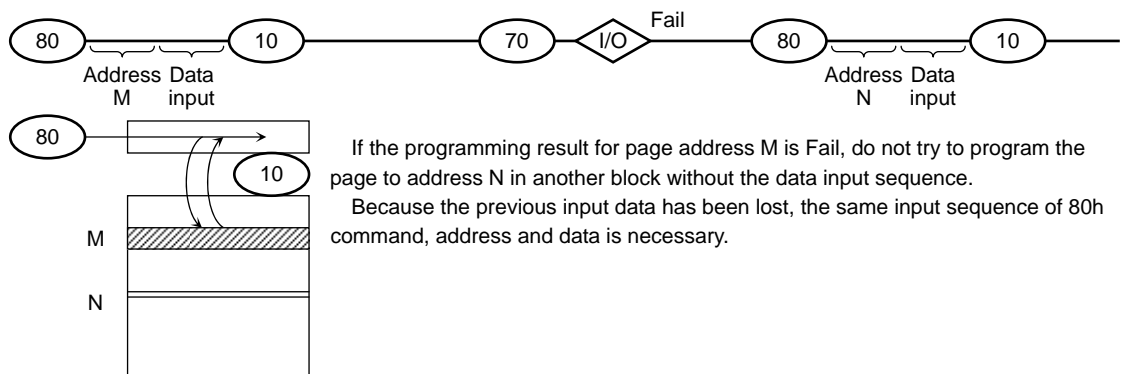 80 10 70 I/O Fail 80 10
Address Data Address Data
M input N input
80
10
If the programming result for page address M is Fail, do not try to program the
page to address N in another block without the data input sequence.
Because the previous input data has been lost, the same input sequence of 80h
command, address and data is necessary.
M
N